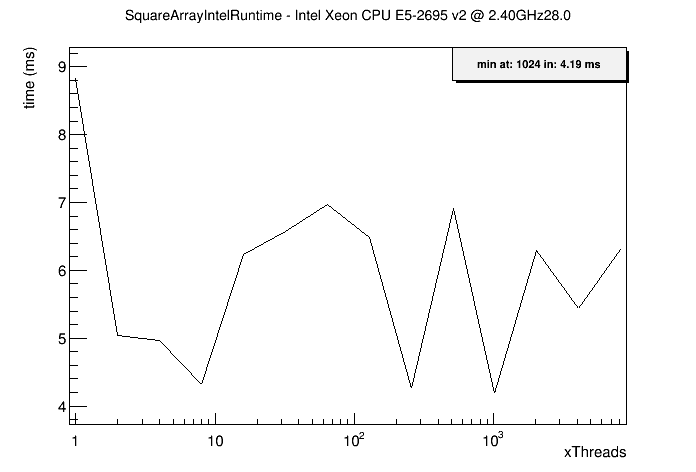 SquareArrayIntelRuntime - Intel Xeon CPU E5-2695 v2 @ 2.40GHz28.0
time (ms)
min at: 1024 in: 4.19 ms
9
8
7
6
5
4
1 10 10² 10³
xThreads